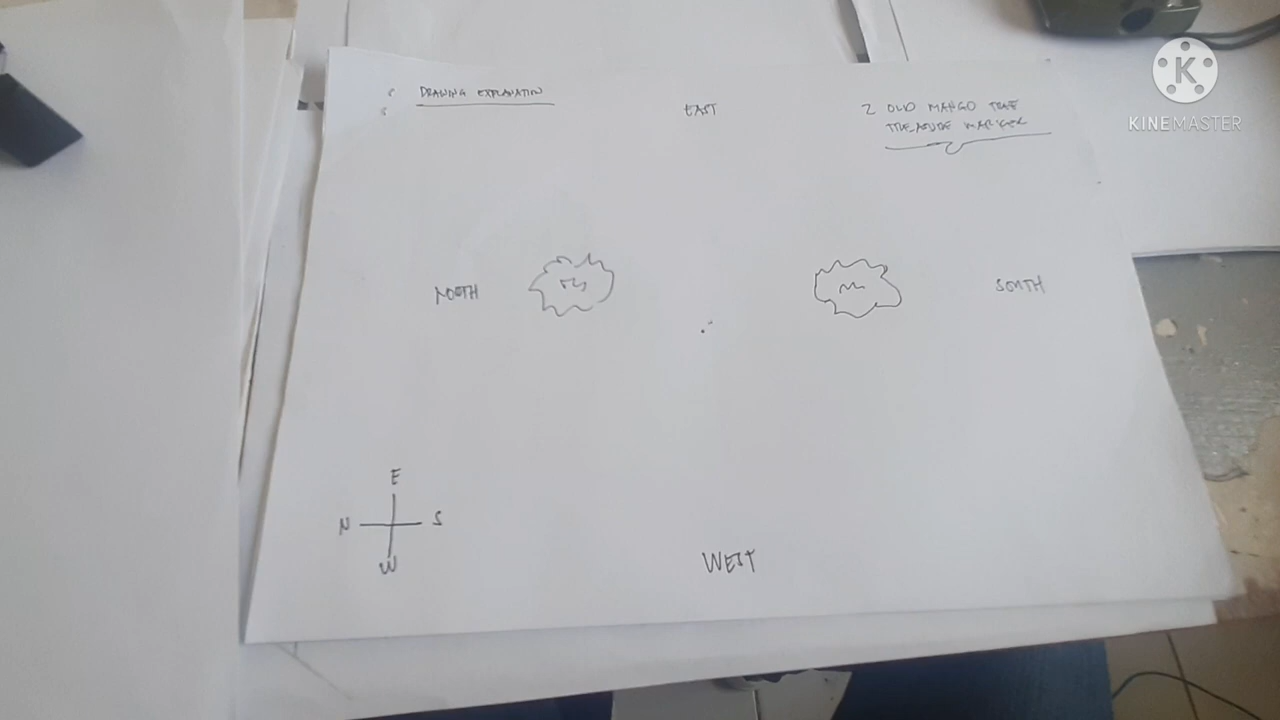 DRAWING EXPLANATION
EAST
2 OLD MANGO TREE
TREASURE MARKER
NORTH
SOUTH
E
N
S
W
WEST
K
KINEMASTER